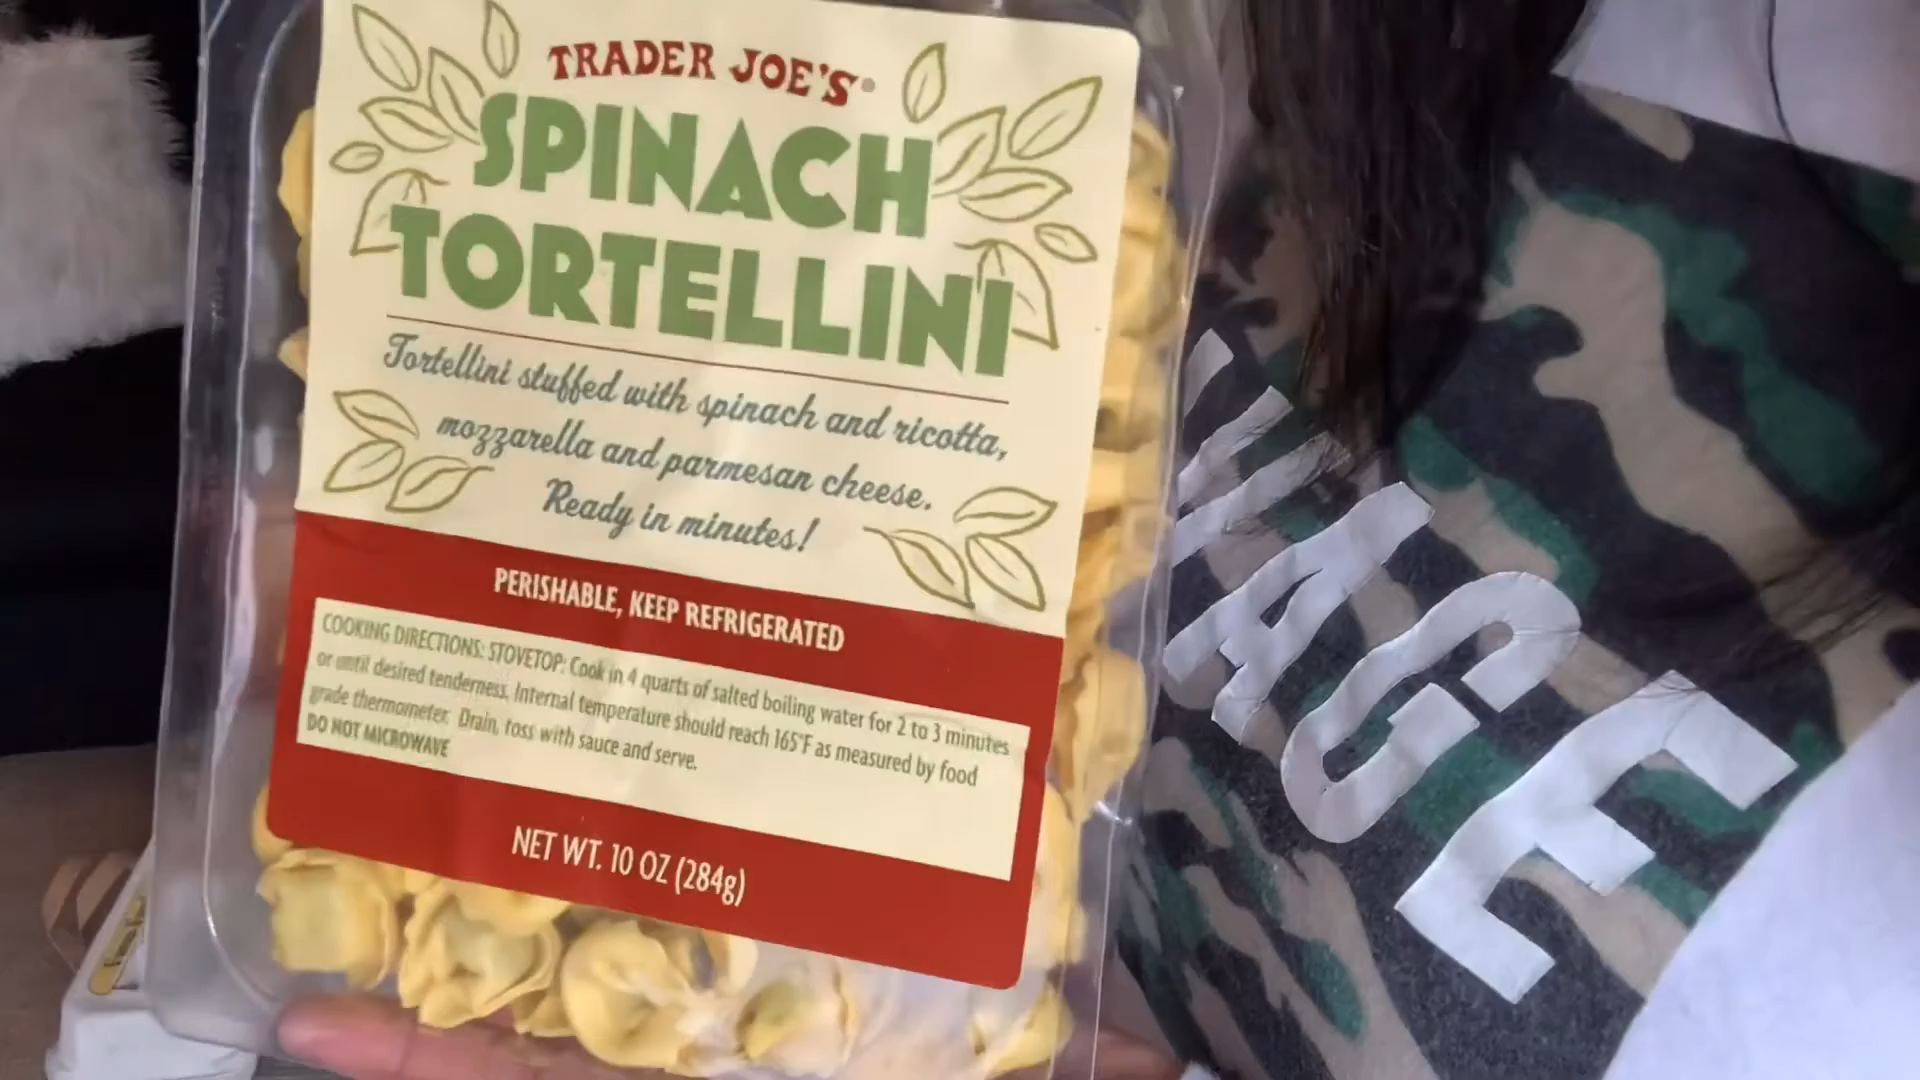 TRADER JOE'S®
SPINACH
TORTELLINI
Tortellini stuffed with spinach and ricotta,
mozzarella and parmesan cheese.
Ready in minutes!
PERISHABLE, KEEP REFRIGERATED
COOKING DIRECTIONS: STOVETOP: Cook in 4 quarts of salted boiling water for 2 to 3 minutes
or until desired tenderness. Internal temperature should reach 165°F as measured by food
grade thermometer. Drain, toss with sauce and serve.
DO NOT MICROWAVE
NET WT. 10 OZ (284g)
AGE